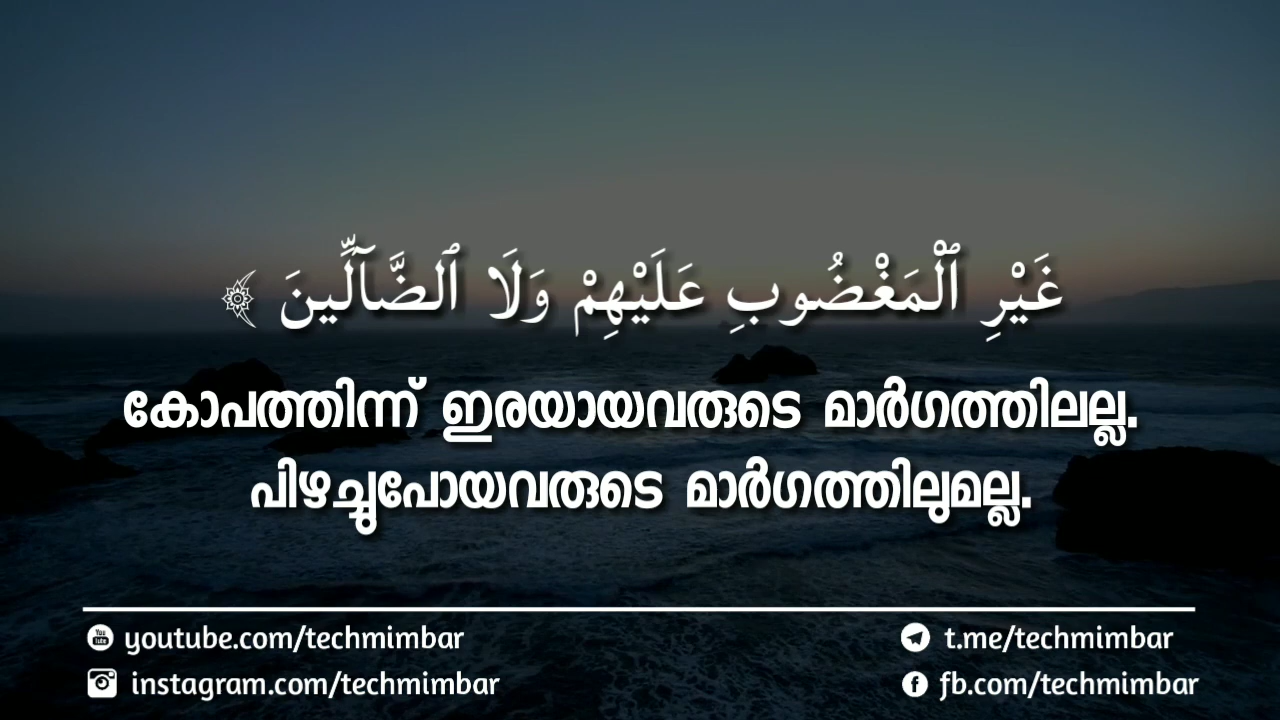 غَيْرِ ٱلْمَغْضُوبِ عَلَيْهِمْ وَلَا ٱلضَّآلِّينَ
കോപത്തിന്ന് ഇരയായവരുടെ മാർഗത്തിലല്ല.
പിഴച്ചുപോയവരുടെ മാർഗത്തിലുമല്ല.
youtube.com/techmimbar
t.me/techmimbar
instagram.com/techmimbar
fb.com/techmimbar